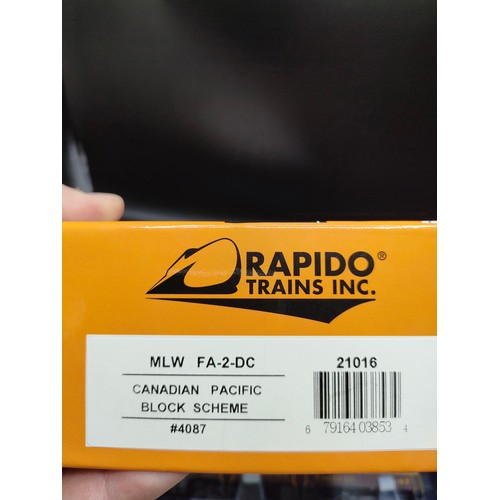 RAPIDO®
TRAINS INC.
MLW FA-2-DC
21016
CANADIAN PACIFIC
BLOCK SCHEME
#4087
6 79164 03853 4